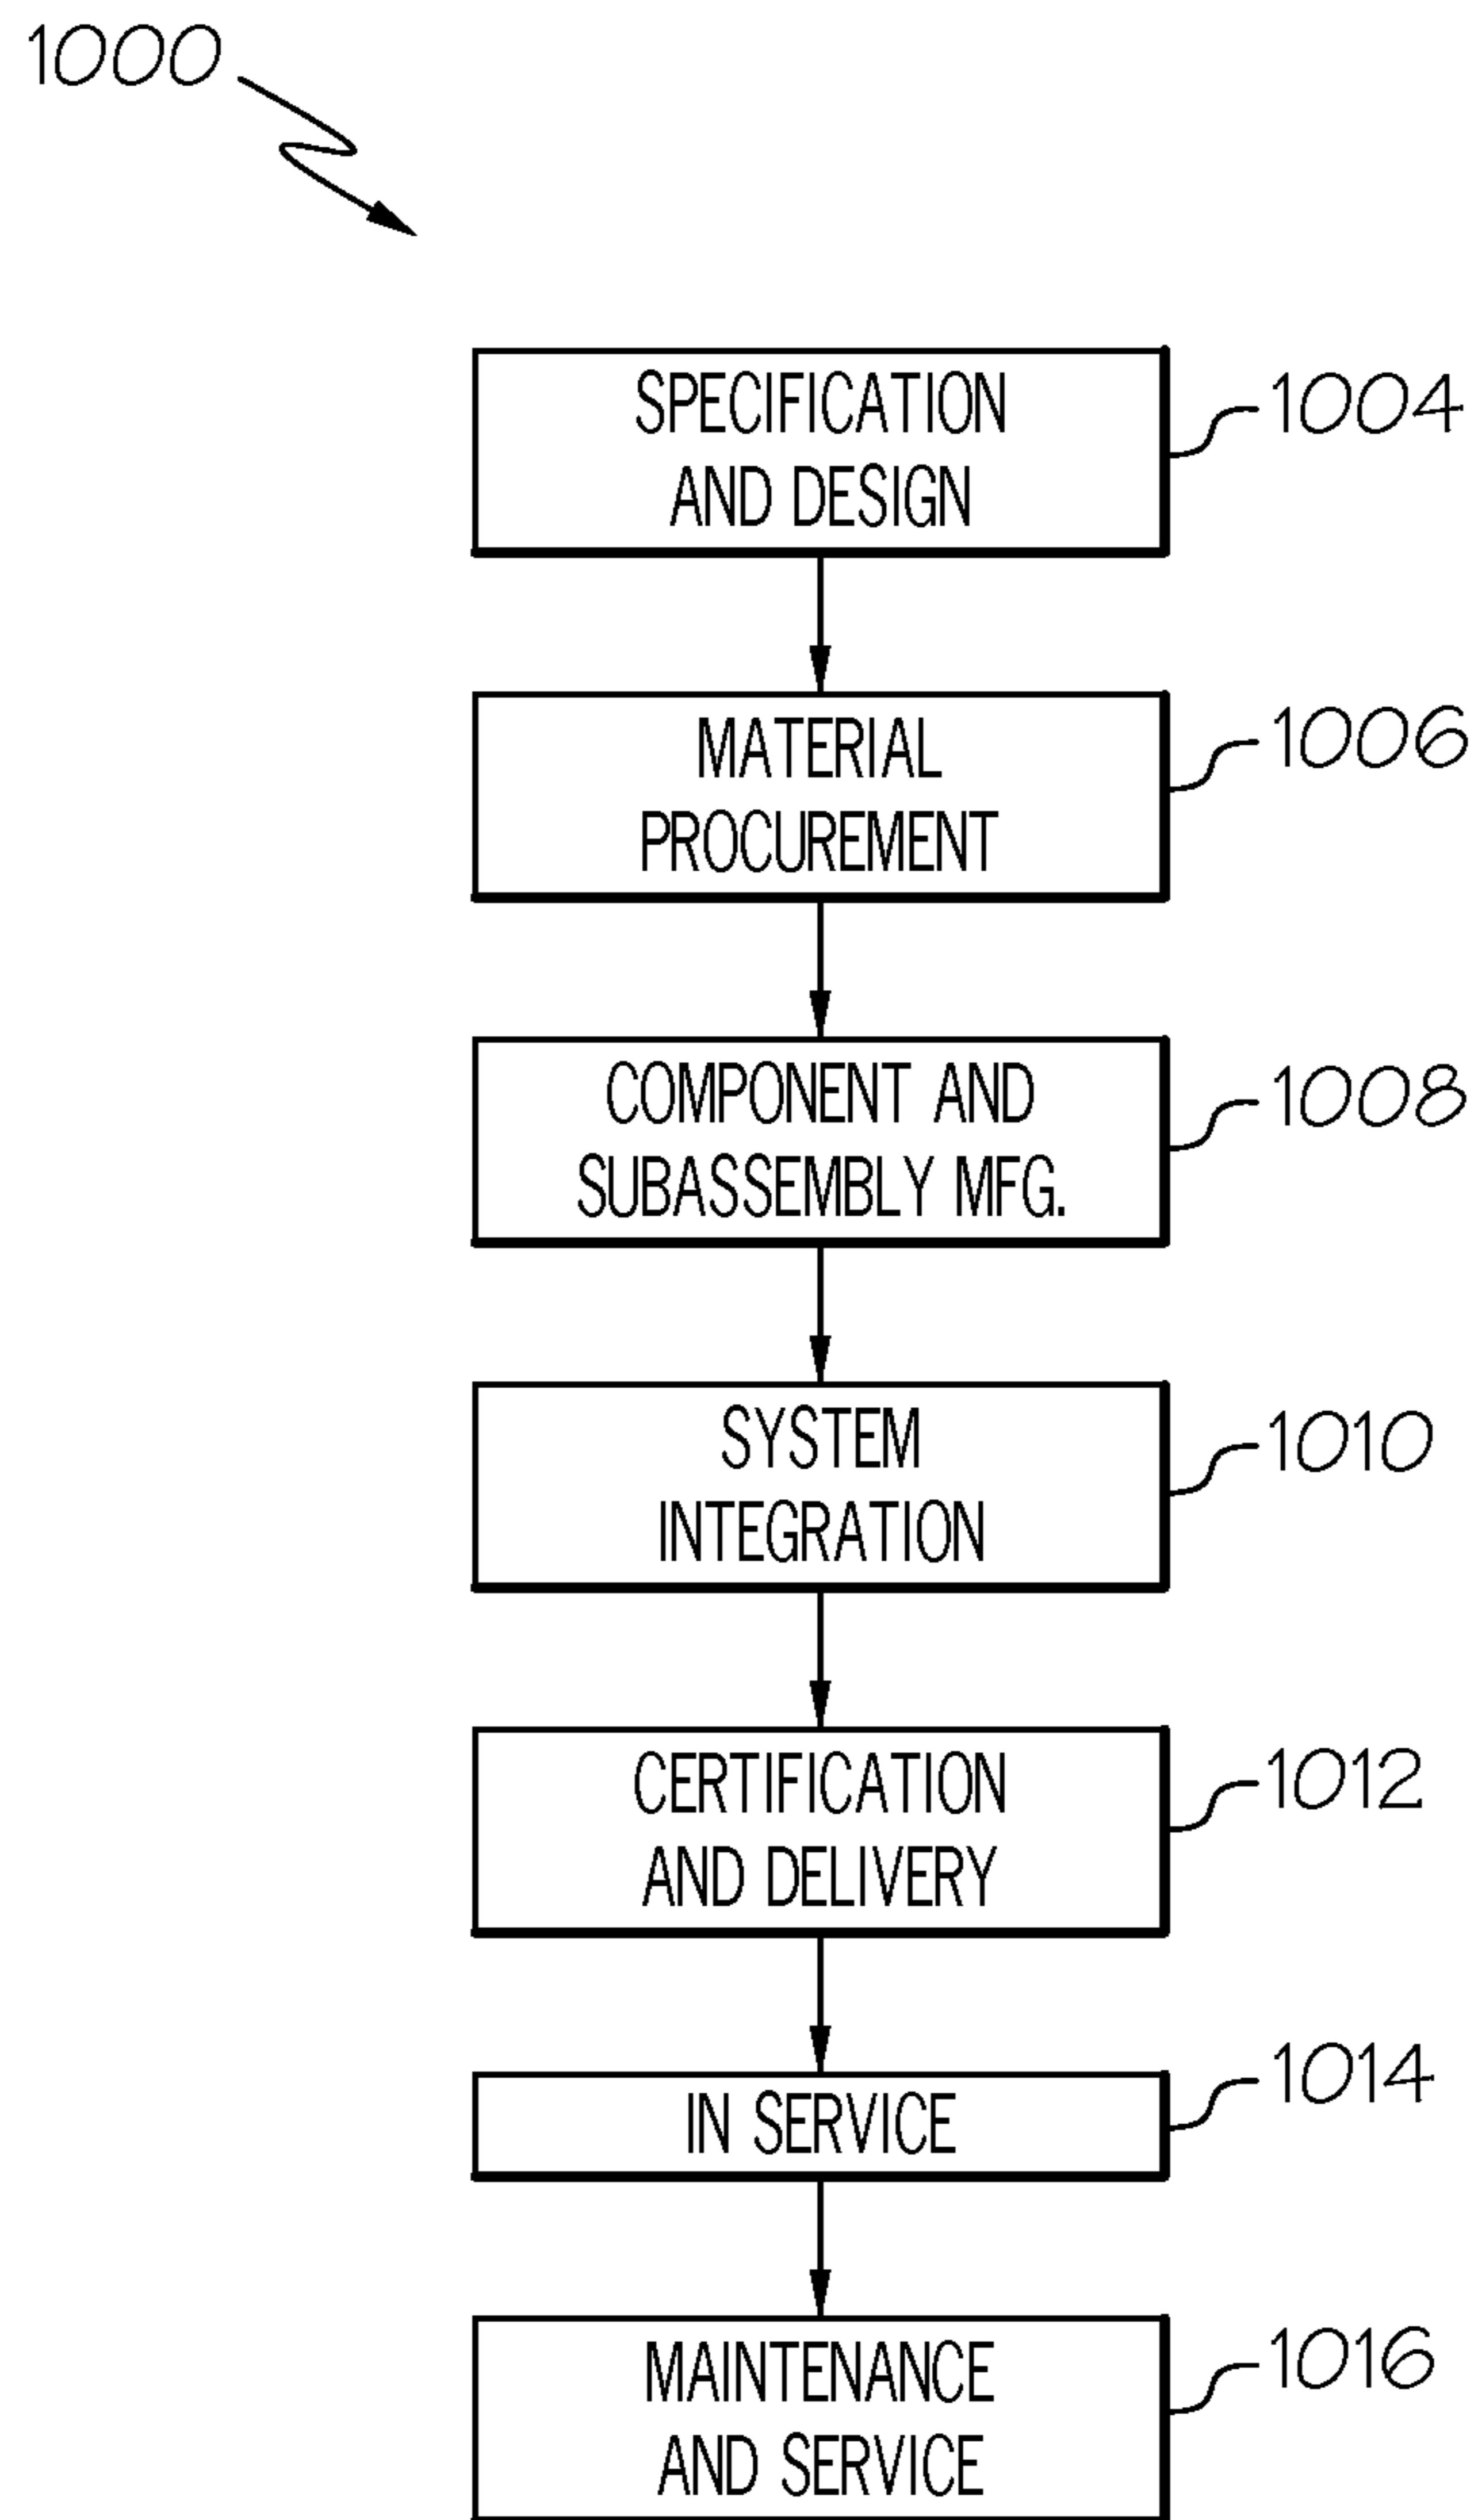 1000
SPECIFICATION
AND DESIGN
1004
MATERIAL
PROCUREMENT
1006
COMPONENT AND
SUBASSEMBLY MFG.
1008
SYSTEM
INTEGRATION
1010
CERTIFICATION
AND DELIVERY
1012
IN SERVICE
1014
MAINTENANCE
AND SERVICE
1016